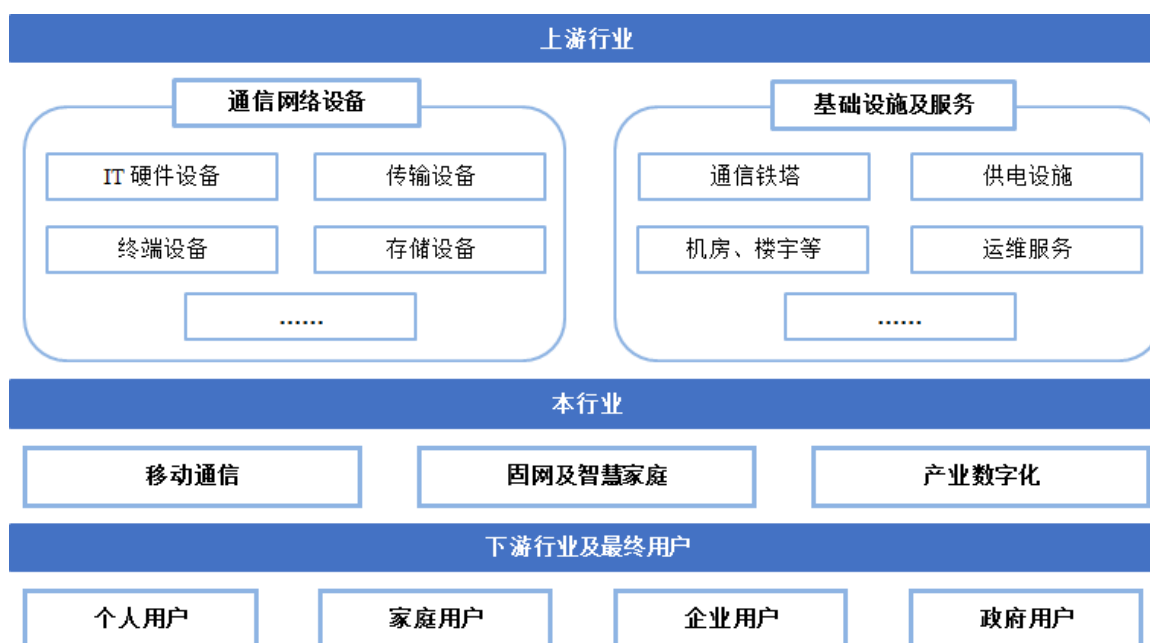 上游行业
通信网络设备
基础设施及服务
IT 硬件设备
传输设备
通信铁塔
供电设施
终端设备
存储设备
机房、楼宇等
运维服务
......
......
本行业
移动通信
固网及智慧家庭
产业数字化
下游行业及最终用户
个人用户
家庭用户
企业用户
政府用户